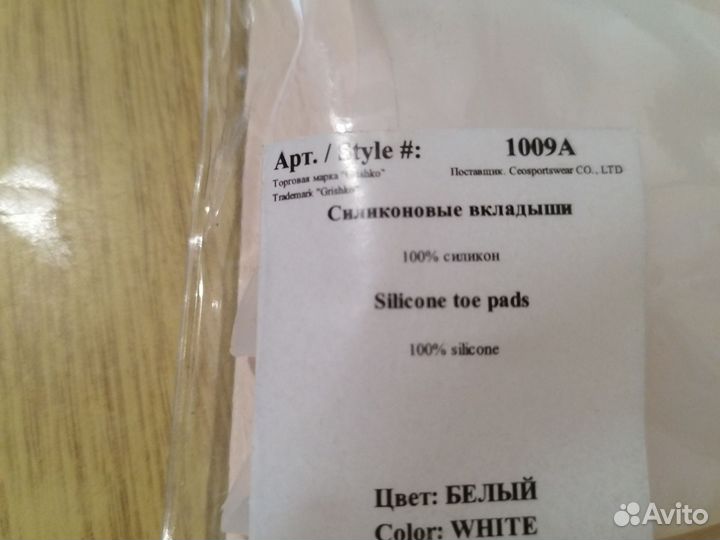 Арт. / Style #: 1009A
Торговая марка "Grishko" Поставщик. Ceosportswear CO., LTD
Trademark "Grishko"
Силиконовые вкладыши
100% силикон
Silicone toe pads
100% silicone
Цвет: БЕЛЫЙ
Color: WHITE
Avito